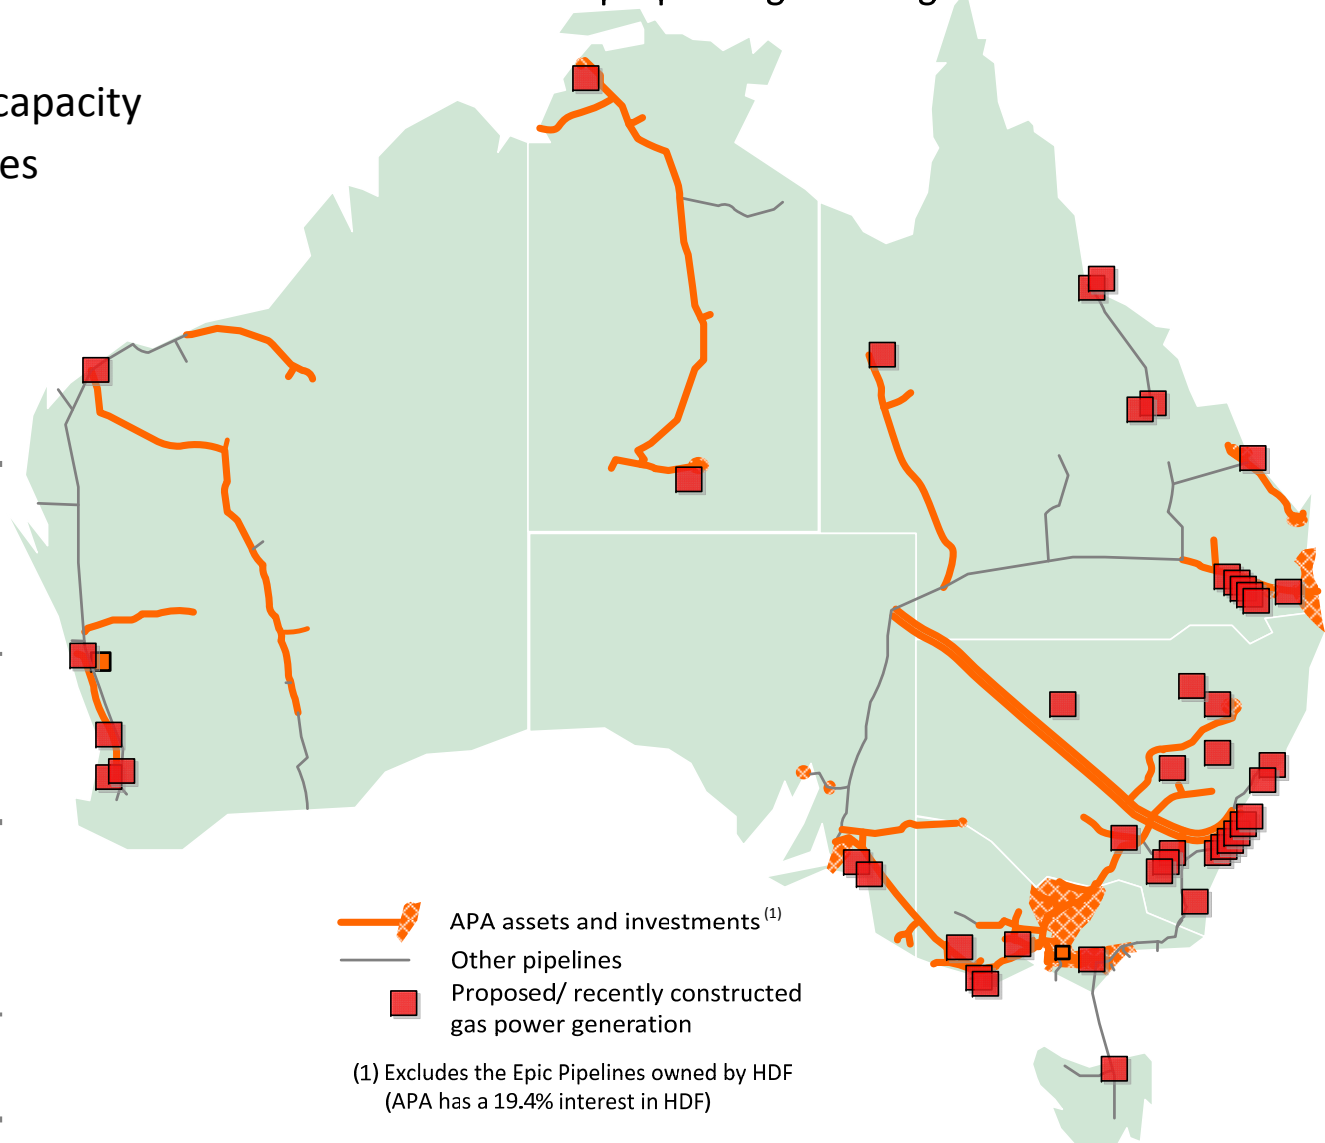 capacity
es
APA assets and investments (1)
Other pipelines
Proposed/ recently constructed
gas power generation
(1) Excludes the Epic Pipelines owned by HDF
(APA has a 19.4% interest in HDF)